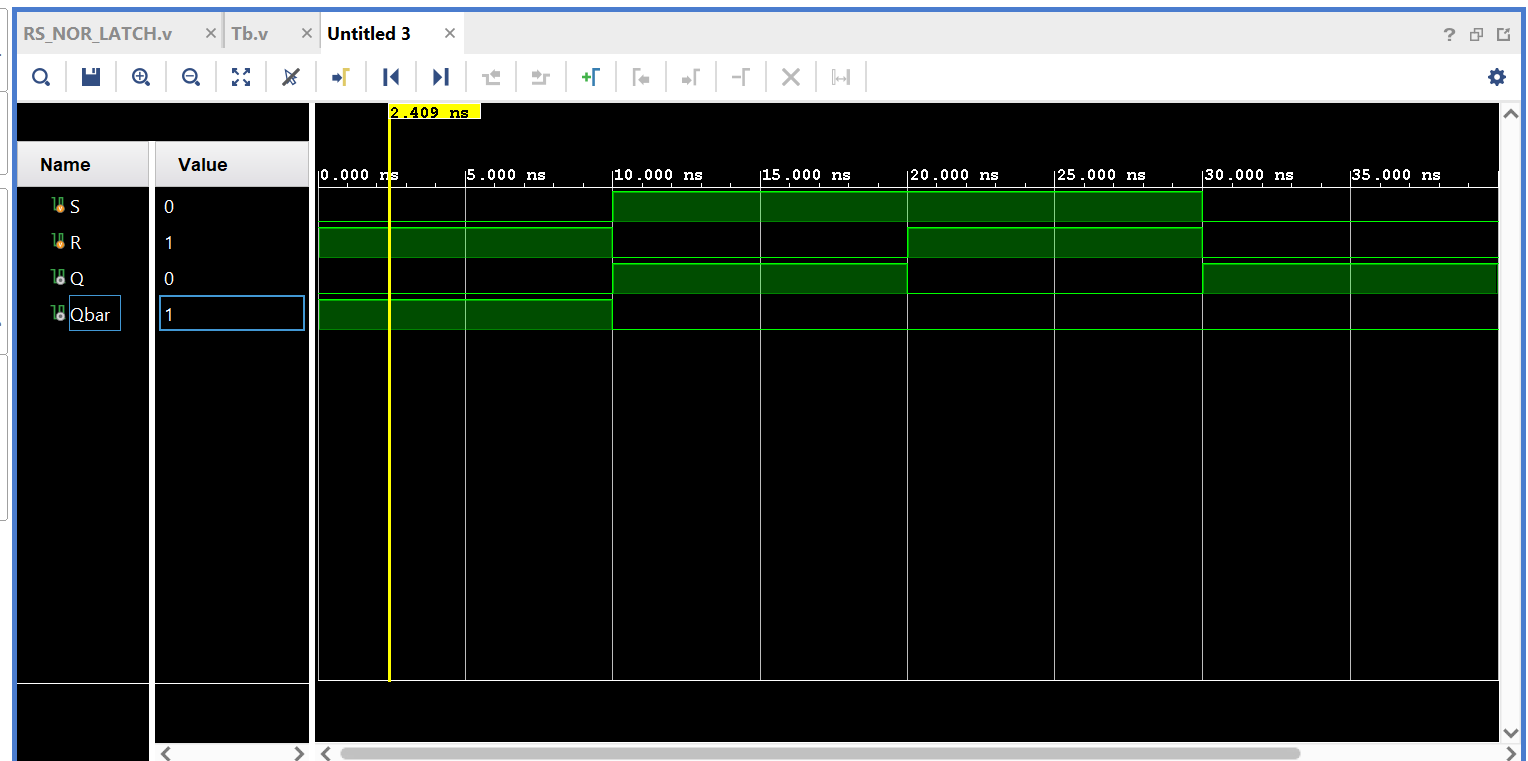 RS_NOR_LATCH.v × Tb.v × Untitled 3 ×
?
2.409 ns
Name Value
0.000 ns 5.000 ns 10.000 ns 15.000 ns 20.000 ns 25.000 ns 30.000 ns 35.000 ns
S 0
R 1
Q 0
Qbar 1